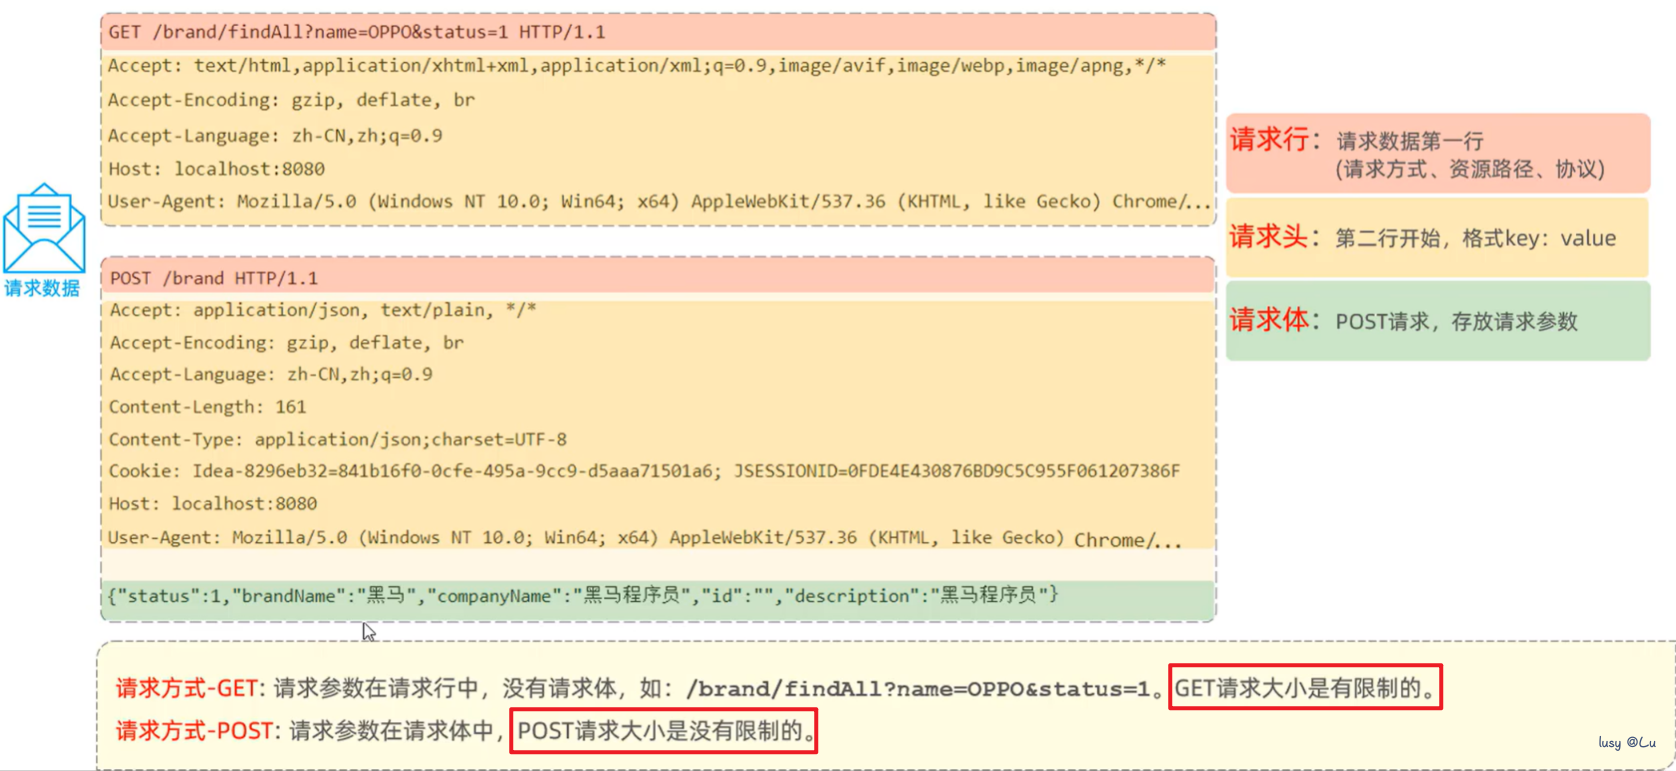 GET /brand/findAll?name=OPPO&status=1 HTTP/1.1
Accept: text/html,application/xhtml+xml,application/xml;q=0.9,image/avif,image/webp,image/apng,*/*
Accept-Encoding: gzip, deflate, br
Accept-Language: zh-CN,zh;q=0.9
Host: localhost:8080
User-Agent: Mozilla/5.0 (Windows NT 10.0; Win64; x64) AppleWebKit/537.36 (KHTML, like Gecko) Chrome/...
请求行: 请求数据第一行
(请求方式、资源路径、协议)
请求头: 第二行开始，格式key：value
请求体: POST请求，存放请求参数
请求数据
POST /brand HTTP/1.1
Accept: application/json, text/plain, */*
Accept-Encoding: gzip, deflate, br
Accept-Language: zh-CN,zh;q=0.9
Content-Length: 161
Content-Type: application/json;charset=UTF-8
Cookie: Idea-8296eb32=841b16f0-0cfe-495a-9cc9-d5aaa71501a6; JSESSIONID=0FDE4E430876BD9C5C955F061207386F
Host: localhost:8080
User-Agent: Mozilla/5.0 (Windows NT 10.0; Win64; x64) AppleWebKit/537.36 (KHTML, like Gecko) Chrome/...
{"status":1,"brandName":"黑马","companyName":"黑马程序员","id":"","description":"黑马程序员"}
请求方式-GET: 请求参数在请求行中，没有请求体，如：/brand/findAll?name=OPPO&status=1。GET请求大小是有限制的。
请求方式-POST: 请求参数在请求体中，POST请求大小是没有限制的。
lusy @Lu